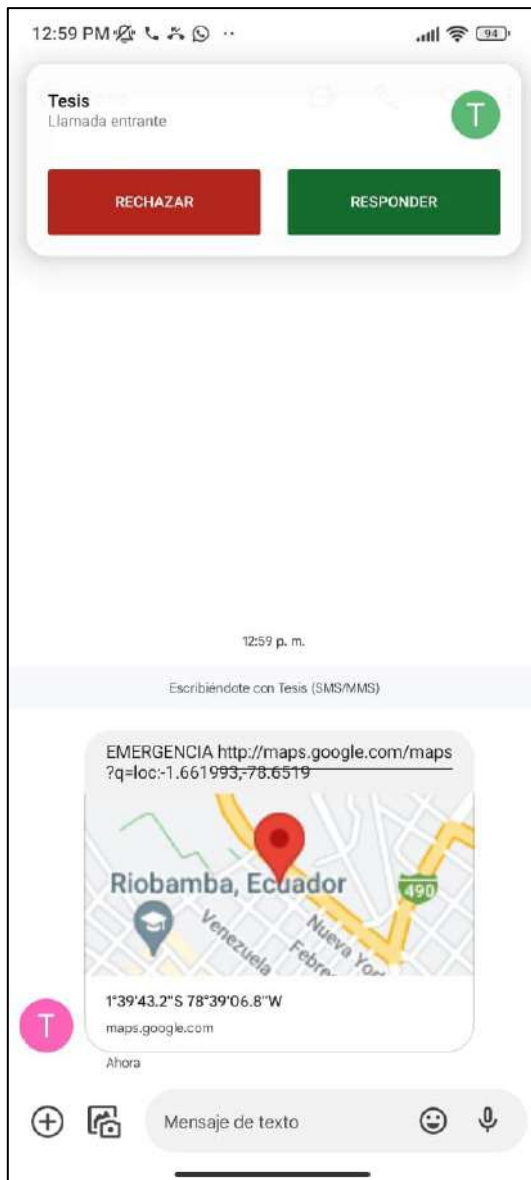 12:59 PM
94
Tesis
Llamada entrante
T
RECHAZAR
RESPONDER
12:59 p. m.
Escribiéndote con Tesis (SMS/MMS)
EMERGENCIA http://maps.google.com/maps
?q=loc:-1.661993,-78.6519
Riobamba, Ecuador
490
Venezuela
Nueva Yor
Febre
1°39'43.2"S 78°39'06.8"W
maps.google.com
T
Ahora
Mensaje de texto